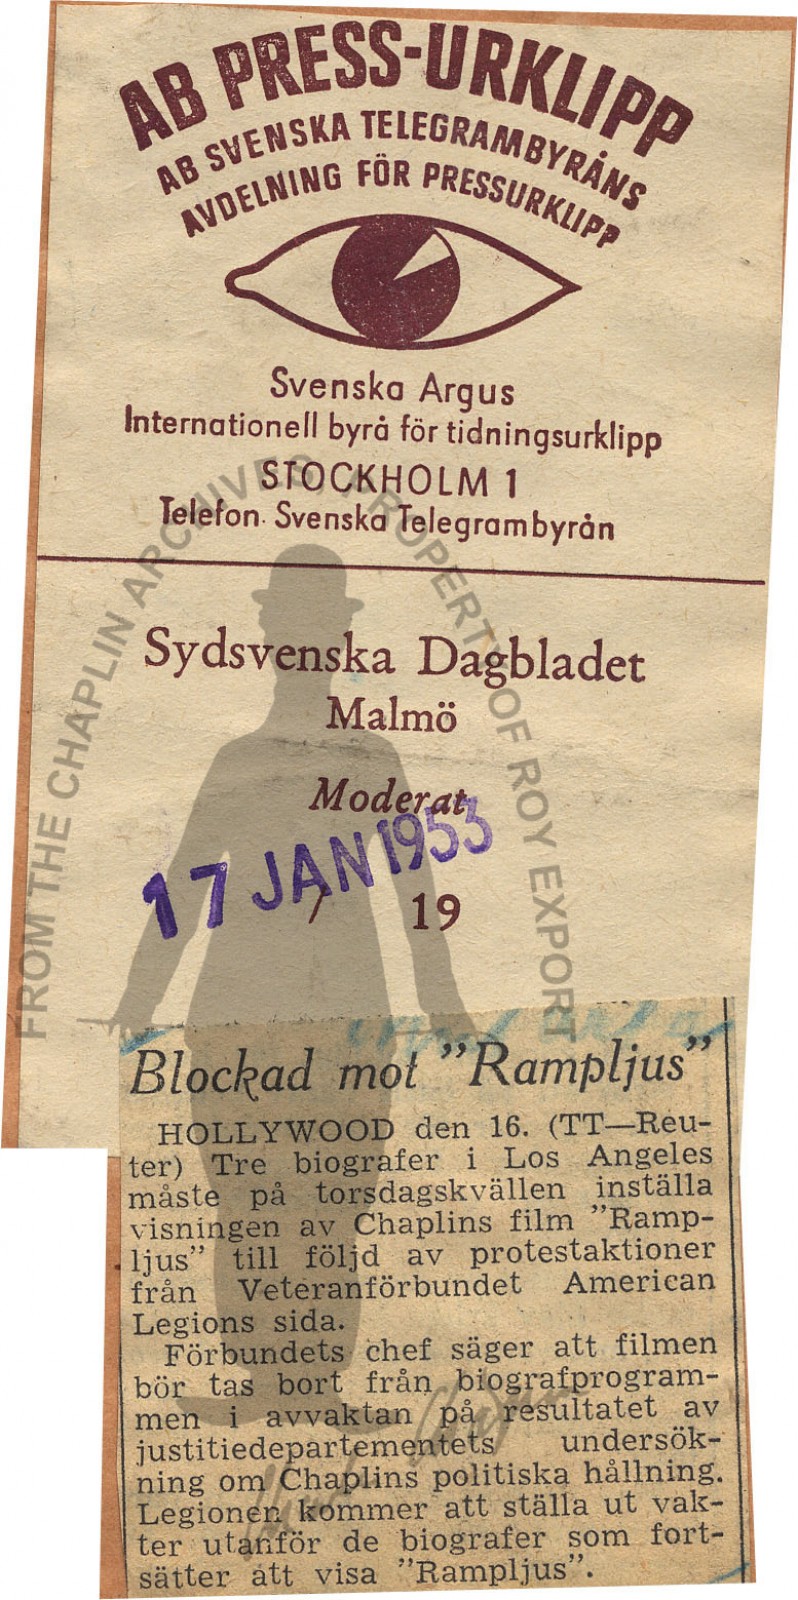 AB PRESS-URKLIPP
AB SVENSKA TELEGRAMBYRÅNS
AVDELNING FÖR PRESSURKLIPP
Svenska Argus
Internationell byrå för tidningsurklipp
STOCKHOLM 1
Telefon. Svenska Telegrambyrån
FROM THE CHAPLIN ARCHIVES, PROPERTY OF ROY EXPORT
Sydsvenska Dagbladet
Malmö
Moderat
17 JAN 1953
/ 19
Blockad mot "Rampljus"
HOLLYWOOD den 16. (TT—Reu-
ter) Tre biografer i Los Angeles
måste på torsdagskvällen inställa
visningen av Chaplins film "Ramp-
ljus" till följd av protestaktioner
från Veteranförbundet American
Legions sida.
Förbundets chef säger att filmen
bör tas bort från biografprogram-
men i avvaktan på resultatet av
justitiedepartementets undersök-
ning om Chaplins politiska hållning.
Legionen kommer att ställa ut vak-
ter utanför de biografer som fort-
sätter att visa "Rampljus".